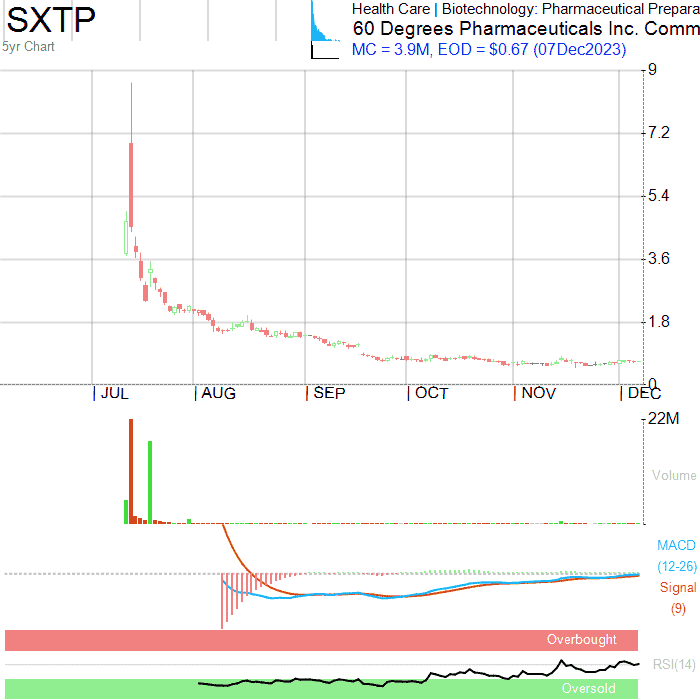 SXTP
5yr Chart
Health Care | Biotechnology: Pharmaceutical Prepara
60 Degrees Pharmaceuticals Inc. Comm
MC = 3.9M, EOD = $0.67 (07Dec2023)
9
7.2
5.4
3.6
1.8
0
JUL AUG SEP OCT NOV DEC
22M
Volume
MACD
(12-26)
Signal
(9)
Overbought
RSI(14)
Oversold